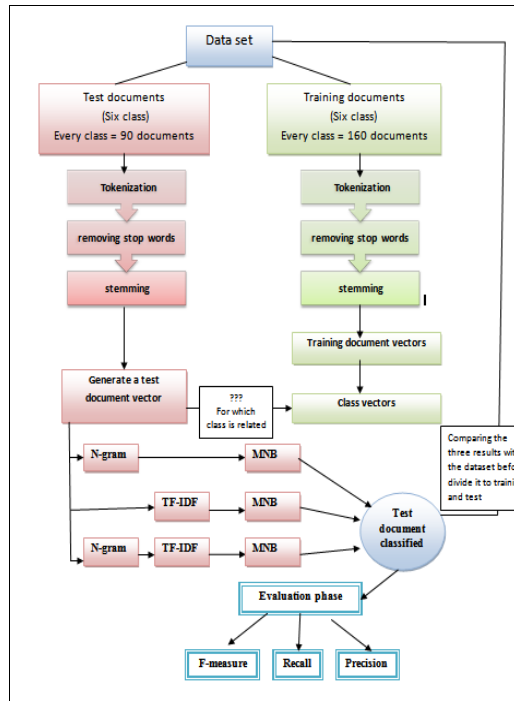 Data set
Test documents
(Six class)
Every class = 90 documents
Training documents
(Six class)
Every class = 160 documents
Tokenization
Tokenization
removing stop words
removing stop words
stemming
stemming
Training document vectors
Generate a test
document vector
???
For which
class is related
Class vectors
Comparing the
three results with
the dataset before
divide it to training
and test
N-gram
MNB
TF-IDF
MNB
N-gram
TF-IDF
MNB
Test
document
classified
Evaluation phase
F-measure
Recall
Precision